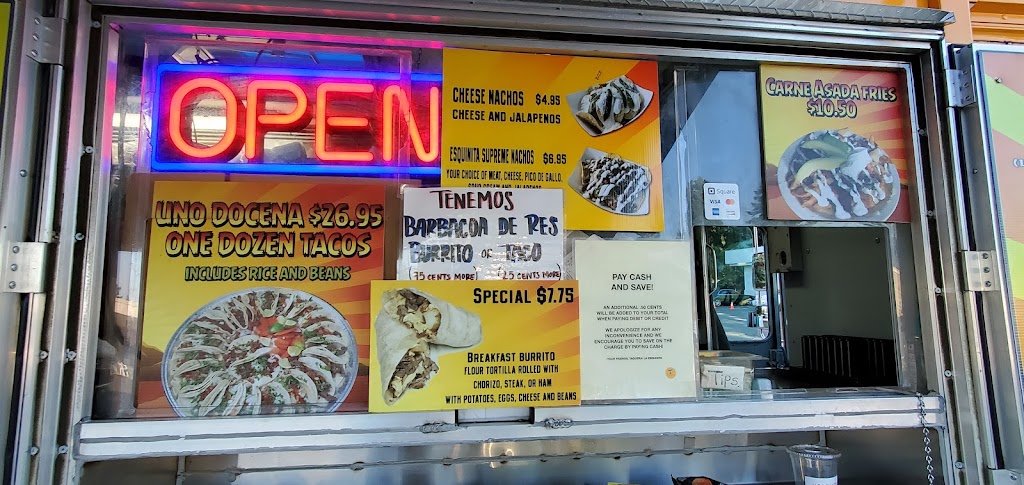 OPEN
CHEESE NACHOS $4.95
CHEESE AND JALAPENOS
ESQUINITA SUPREME NACHOS $6.95
YOUR CHOICE OF MEAT, CHEESE, PICO DE GALLO,
SOUR CREAM AND JALAPENOS
CARNE ASADA FRIES
$10.50
Square
VISA
UNO DOCENA $26.95
ONE DOZEN TACOS
INCLUDES RICE AND BEANS
TENEMOS
BARBACOA DE RES
BURRITO OR TACO
(75 CENTS MORE) (25 CENTS MORE)
SPECIAL $7.75
BREAKFAST BURRITO
FLOUR TORTILLA ROLLED WITH
CHORIZO, STEAK, OR HAM
WITH POTATOES, EGGS, CHEESE AND BEANS
PAY CASH
AND SAVE!
AN ADDITIONAL .50 CENTS
WILL BE ADDED TO YOUR TOTAL
WHEN PAYING DEBIT OR CREDIT
WE APOLOGIZE FOR ANY
INCONVENIENCE AND WE
ENCOURAGE YOU TO SAVE ON THE
CHARGE BY PAYING CASH
TIPS